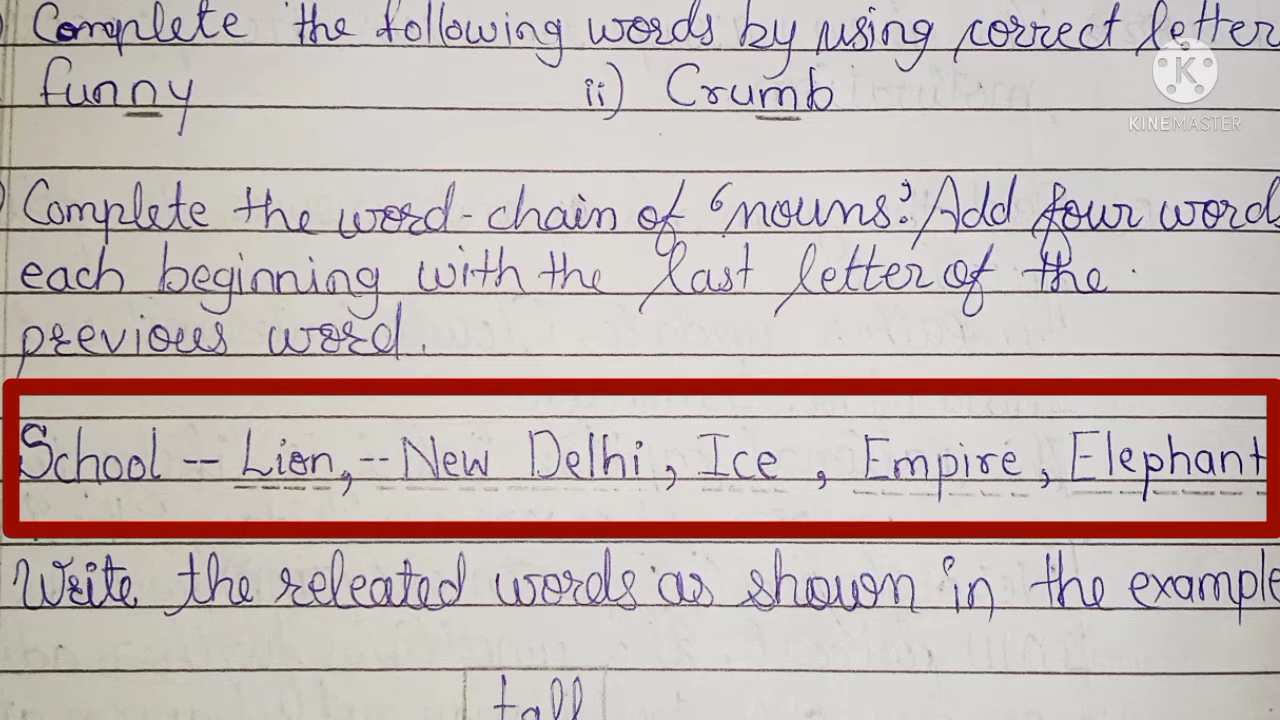 Complete the following words by using correct letter
funny ii) Crumb
KINEMASTER
Complete the word-chain of 'nouns'. Add four word
each beginning with the last letter of the
previous word.
School -- Lion, -- New Delhi, Ice , Empire, Elephant
Write the releated words as shown in the example
tall